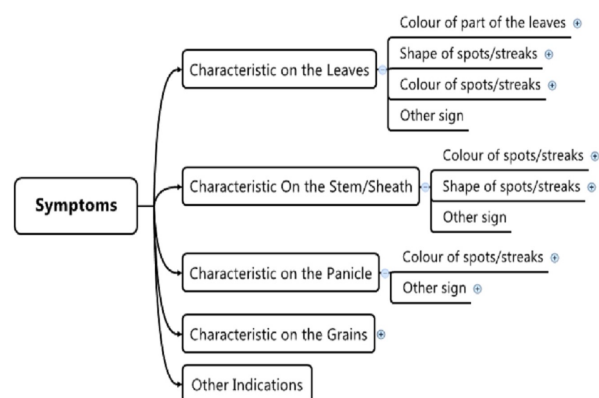 Symptoms
Characteristic on the Leaves
Colour of part of the leaves
Shape of spots/streaks
Colour of spots/streaks
Other sign
Characteristic On the Stem/Sheath
Colour of spots/streaks
Shape of spots/streaks
Other sign
Characteristic on the Panicle
Colour of spots/streaks
Other sign
Characteristic on the Grains
Other Indications